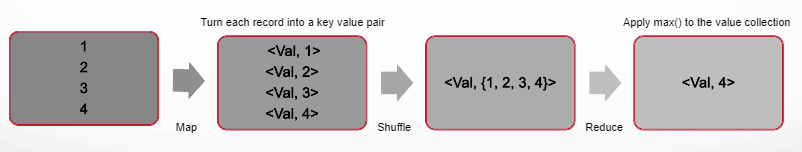 Turn each record into a key value pair
Apply max() to the value collection
1
2
3
4
<Val, 1>
<Val, 2>
<Val, 3>
<Val, 4>
<Val, {1, 2, 3, 4}>
<Val, 4>
Map
Shuffle
Reduce